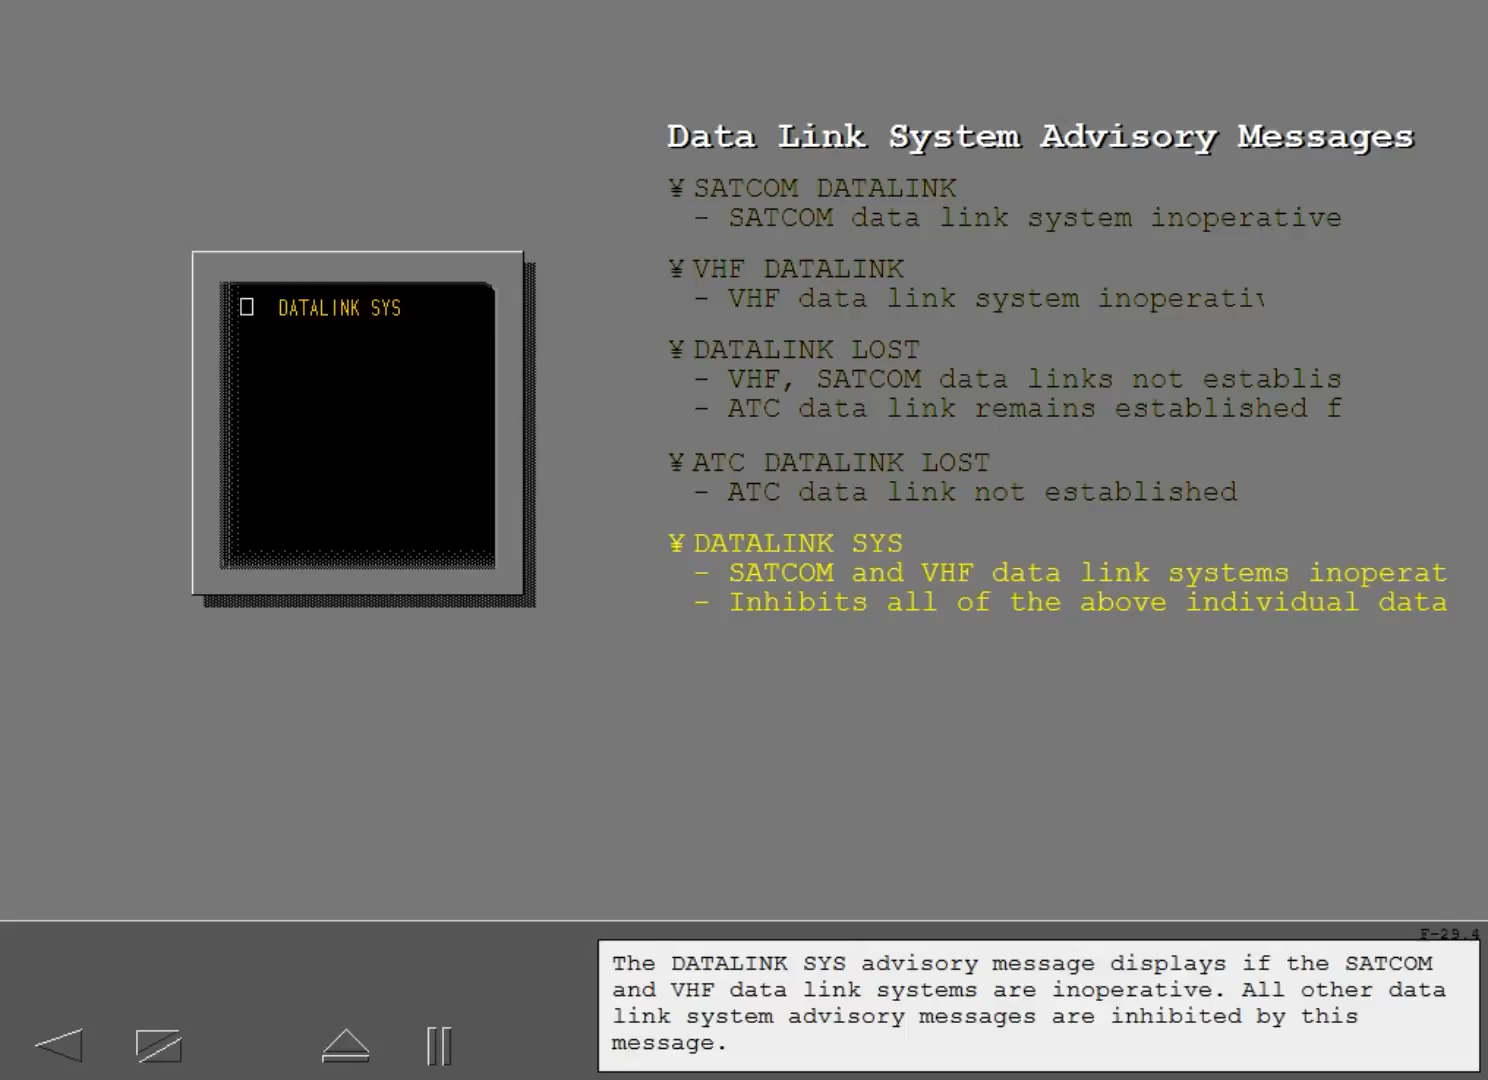 Data Link System Advisory Messages
¥ SATCOM DATALINK
- SATCOM data link system inoperative
¥ VHF DATALINK
- VHF data link system inoperativ
¥ DATALINK LOST
- VHF, SATCOM data links not establis
- ATC data link remains established f
¥ ATC DATALINK LOST
- ATC data link not established
¥ DATALINK SYS
- SATCOM and VHF data link systems inoperat
- Inhibits all of the above individual data
□ DATALINK SYS
F-29.4
The DATALINK SYS advisory message displays if the SATCOM
and VHF data link systems are inoperative. All other data
link system advisory messages are inhibited by this
message.